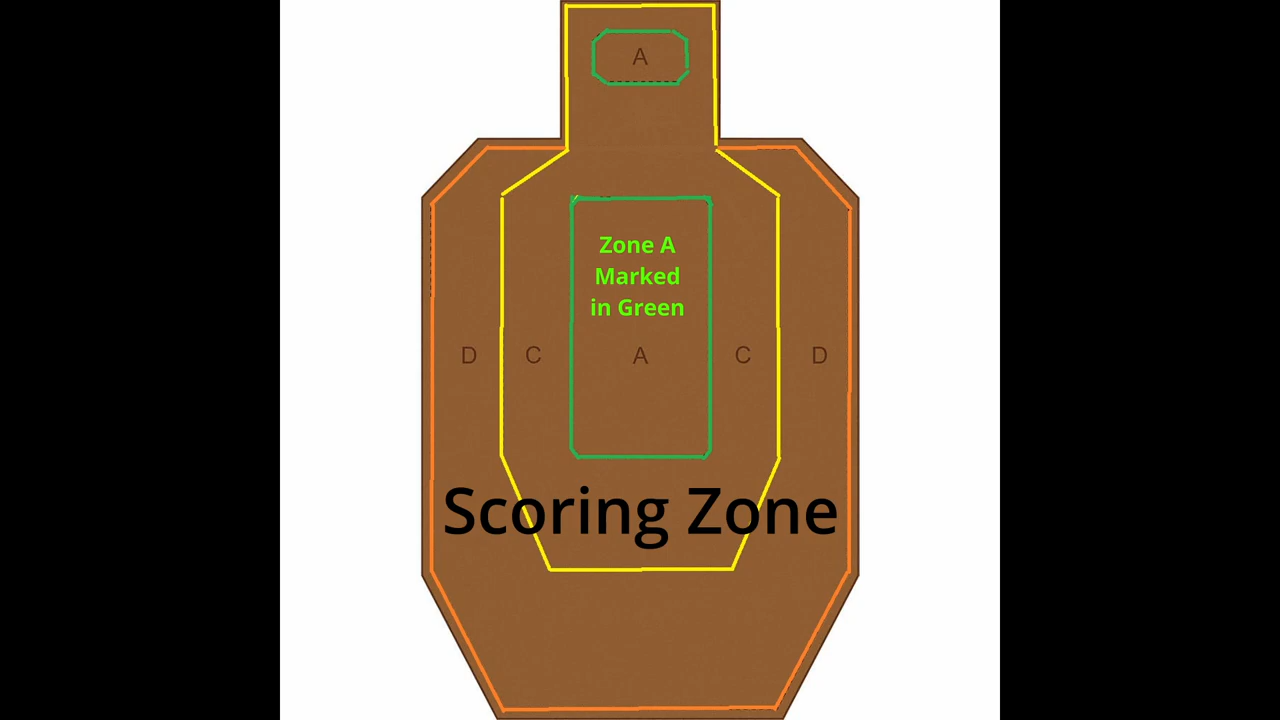 A
Zone A
Marked
in Green
D C A C D
Scoring Zone